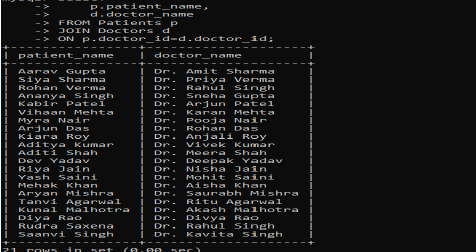 -> p.patient_name,
-> d.doctor_name
-> FROM Patients p
-> JOIN Doctors d
-> ON p.doctor_id=d.doctor_id;
| patient_name | doctor_name |
| Aarav Gupta | Dr. Amit Sharma |
| Siya Sharma | Dr. Priya Verma |
| Rohan Verma | Dr. Rahul Singh |
| Ananya Singh | Dr. Sneha Gupta |
| Kabir Patel | Dr. Arjun Patel |
| Vihaan Mehta | Dr. Karan Mehta |
| Myra Nair | Dr. Pooja Nair |
| Arjun Das | Dr. Rohan Das |
| Kiara Roy | Dr. Anjali Roy |
| Aditya Kumar | Dr. Vivek Kumar |
| Aditi Shah | Dr. Meera Shah |
| Dev Yadav | Dr. Deepak Yadav |
| Riya Jain | Dr. Nisha Jain |
| Yash Saini | Dr. Mohit Saini |
| Mehak Khan | Dr. Aisha Khan |
| Aryan Mishra | Dr. Saurabh Mishra |
| Tanvi Agarwal | Dr. Ritu Agarwal |
| Kunal Malhotra | Dr. Akash Malhotra |
| Diya Rao | Dr. Divya Rao |
| Rudra Saxena | Dr. Rahul Singh |
| Saanvi Singh | Dr. Kavita Singh |
21 rows in set (0.00 sec)